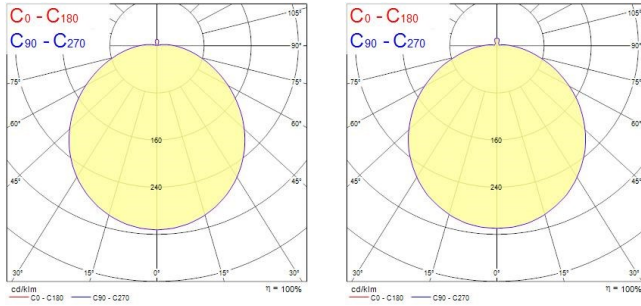 C0 - C180
C90 - C270
105°
90°
75°
75°
60°
60°
45°
45°
160
240
30°
15°
0°
15°
30°
cd/klm
η = 100%
C0 - C180
C90 - C270
C0 - C180
C90 - C270
105°
90°
75°
75°
60°
60°
45°
45°
160
240
30°
15°
0°
15°
30°
cd/klm
η = 100%
C0 - C180
C90 - C270